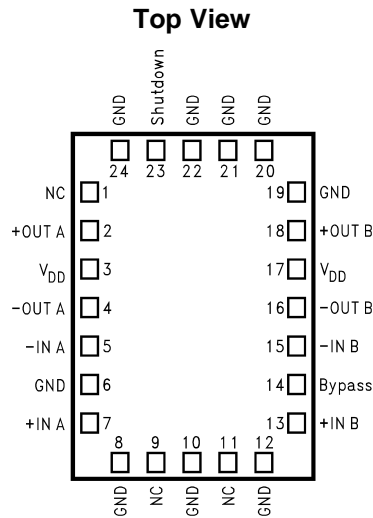 Top View
GND Shutdown GND GND GND
24 23 22 21 20
NC 1 19 GND
+OUT A 2 18 +OUT B
VDD 3 17 VDD
-OUT A 4 16 -OUT B
-IN A 5 15 -IN B
GND 6 14 Bypass
+IN A 7 13 +IN B
8 9 10 11 12
GND NC GND NC GND